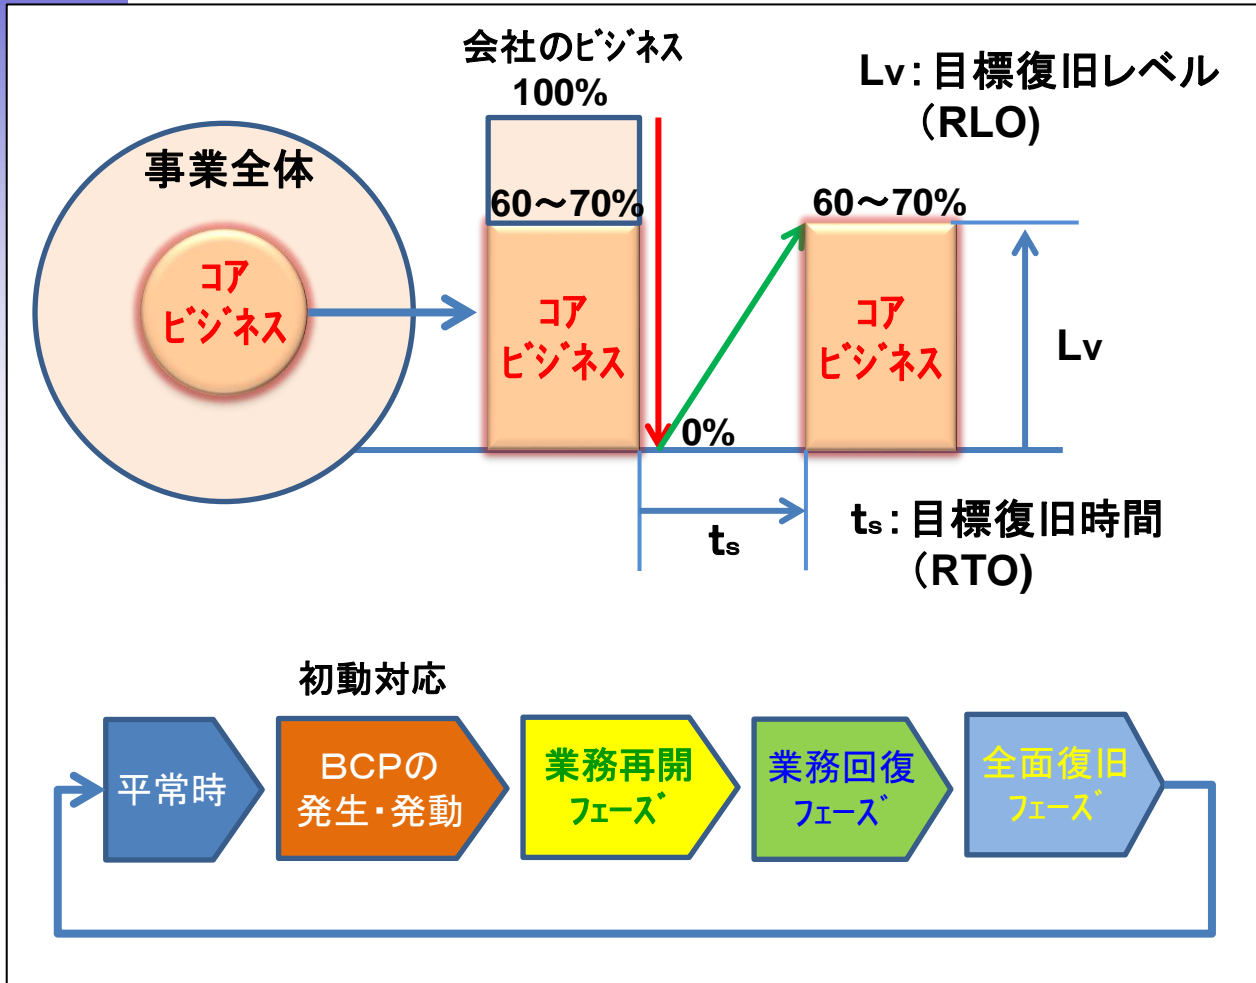 会社のﾋﾞｼﾞﾈｽ
100%
Lv：目標復旧レベル
（RLO)
事業全体
60～70%
60～70%
コア
ﾋﾞｼﾞﾈｽ
コア
ﾋﾞｼﾞﾈｽ
コア
ﾋﾞｼﾞﾈｽ
Lv
0%
ts
ts：目標復旧時間
（RTO)
初動対応
平常時
ＢＣＰの
発生・発動
業務再開
ﾌｪｰｽﾞ
業務回復
ﾌｪｰｽﾞ
全面復旧
ﾌｪｰｽﾞ